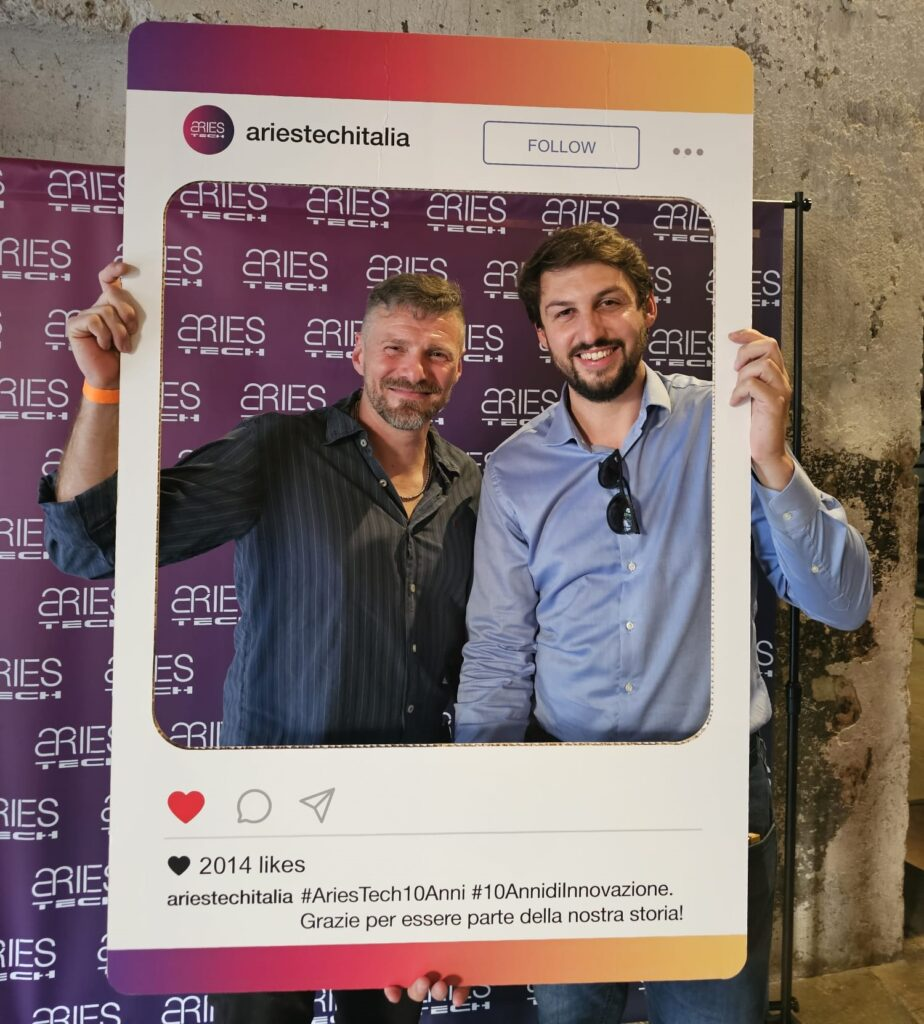 ARIES TECH
ariestechitalia
FOLLOW
ARIES
TECH
2014 likes
ariestechitalia #AriesTech10Anni #10AnnidiInnovazione.
Grazie per essere parte della nostra storia!